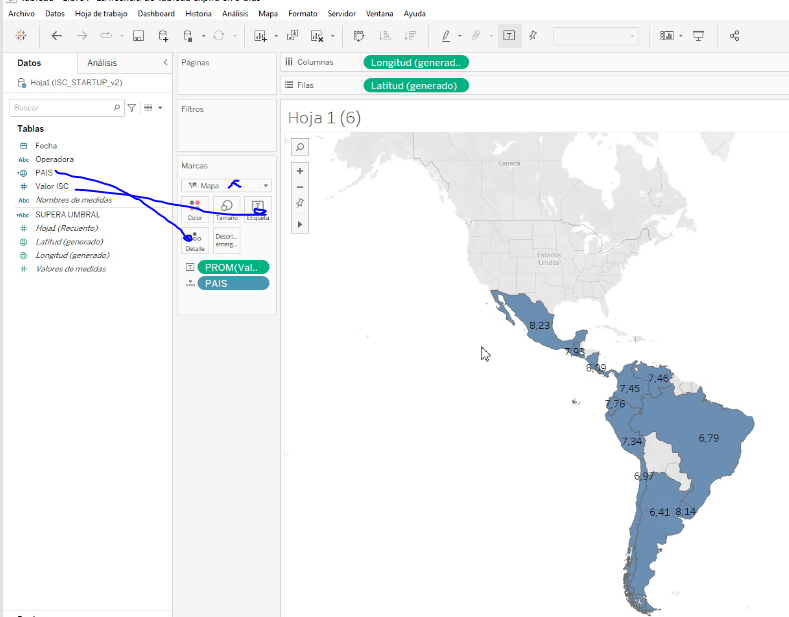 Archivo Datos Hoja de trabajo Dashboard Historia Análisis Mapa Formato Servidor Ventana Ayuda
Datos
Análisis
Páginas
Columnas
Longitud (generad..
Filas
Latitud (generado)
Hoja1 (ISC_STARTUP_v2)
Buscar
Filtros
Hoja 1 (6)
Tablas
Fecha
Abc Operadora
PAIS
Valor ISC
Abc Nombres de medidas
Abc SUPERA UMBRAL
Hoja1 (Recuento)
Latitud (generado)
Longitud (generado)
Valores de medidas
Marcas
Mapa
Color
Tamaño
Etiqueta
Detalle
Descri...
emerg...
PROM(Val..
PAIS
Canadá
Estados
Unidos
8,23
7,93
8,09
7,46
7,45
7,76
7,34
6,79
6,97
6,41
8,14